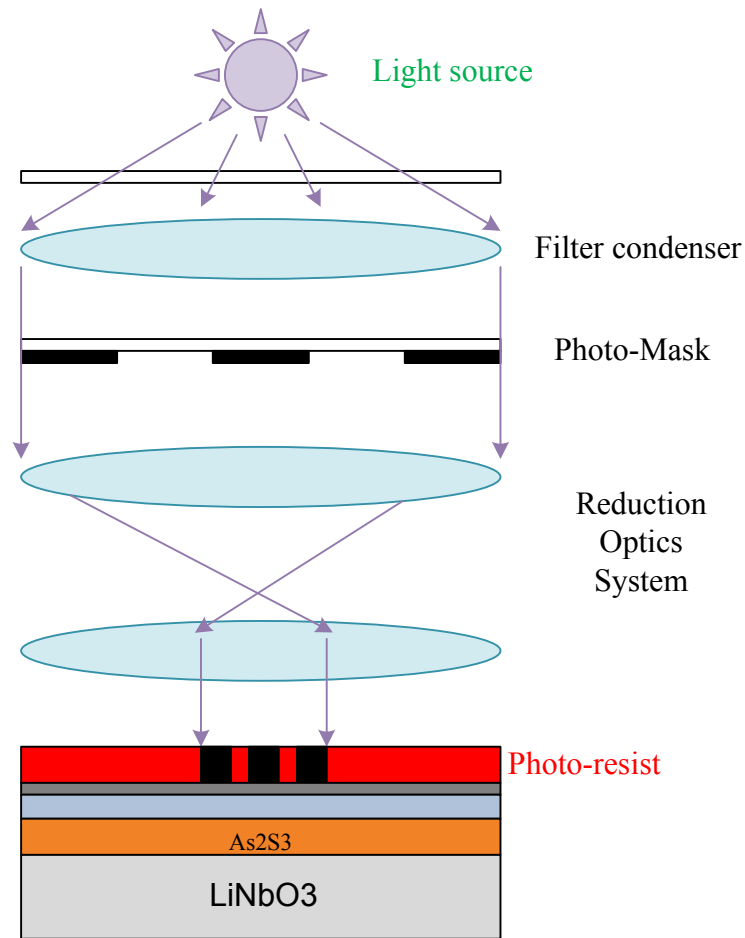 Light source
Filter condenser
Photo-Mask
Reduction
Optics
System
Photo-resist
As2S3
LiNbO3